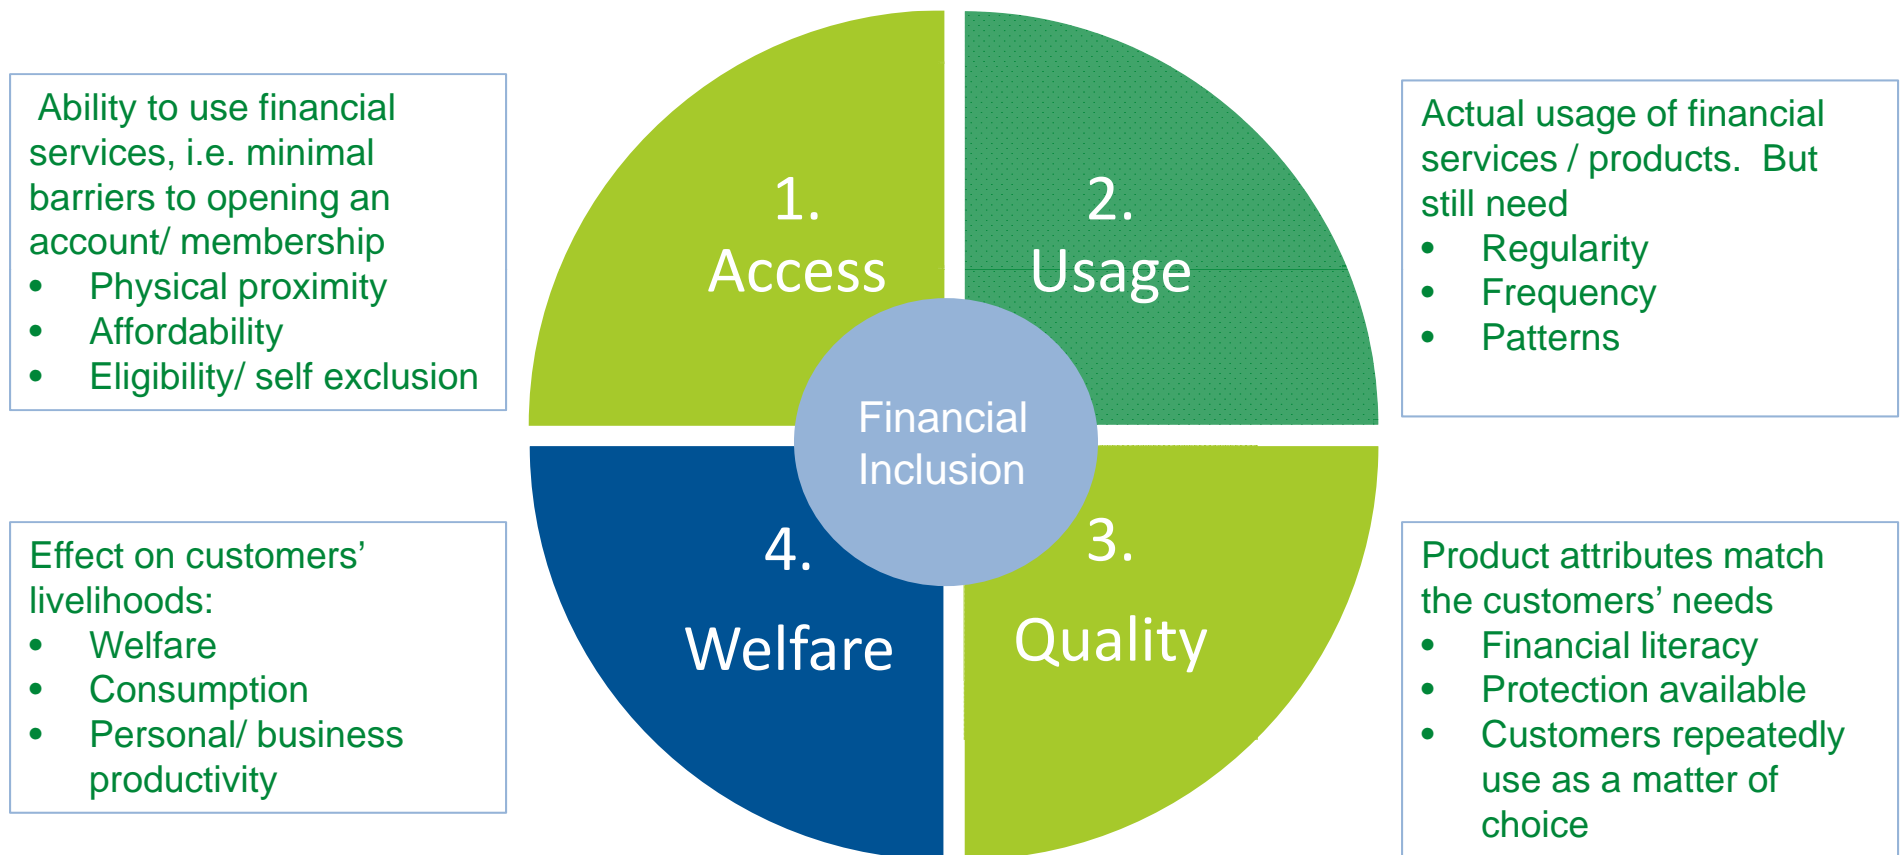 Ability to use financial
services, i.e. minimal
barriers to opening an
account/ membership
• Physical proximity
• Affordability
• Eligibility/ self exclusion
1.
Access
2.
Usage
Actual usage of financial
services / products. But
still need
• Regularity
• Frequency
• Patterns
Financial
Inclusion
Effect on customers’
livelihoods:
• Welfare
• Consumption
• Personal/ business
productivity
4.
Welfare
3.
Quality
Product attributes match
the customers’ needs
• Financial literacy
• Protection available
• Customers repeatedly
use as a matter of
choice